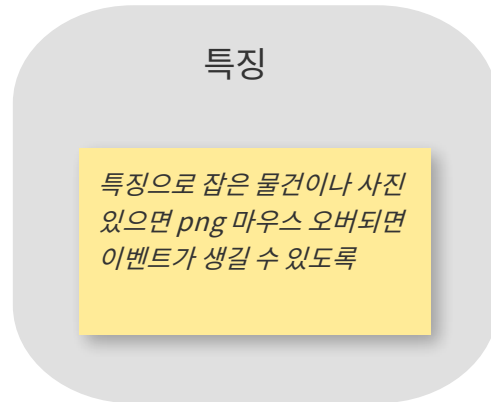 특징
특징으로 잡은 물건이나 사진
있으면 png 마우스 오버되면
이벤트가 생길 수 있도록